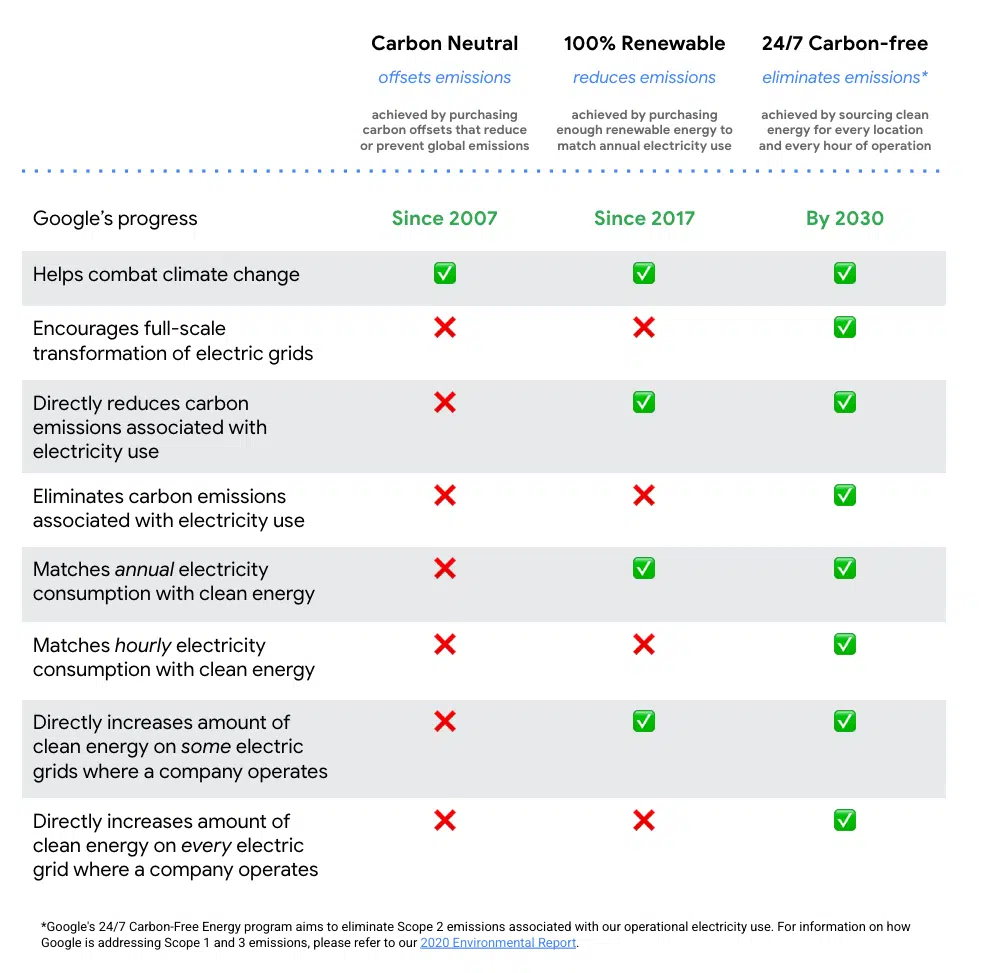 Carbon Neutral 100% Renewable 24/7 Carbon-free
offsets emissions reduces emissions eliminates emissions*
achieved by purchasing achieved by purchasing achieved by sourcing clean
carbon offsets that reduce enough renewable energy to energy for every location
or prevent global emissions match annual electricity use and every hour of operation
Google’s progress Since 2007 Since 2017 By 2030
Helps combat climate change ✅ ✅ ✅
Encourages full-scale ❌ ❌ ✅
transformation of electric grids
Directly reduces carbon ❌ ✅ ✅
emissions associated with
electricity use
Eliminates carbon emissions ❌ ❌ ✅
associated with electricity use
Matches annual electricity ❌ ✅ ✅
consumption with clean energy
Matches hourly electricity ❌ ❌ ✅
consumption with clean energy
Directly increases amount of ❌ ✅ ✅
clean energy on some electric
grids where a company operates
Directly increases amount of ❌ ❌ ✅
clean energy on every electric
grid where a company operates
*Google's 24/7 Carbon-Free Energy program aims to eliminate Scope 2 emissions associated with our operational electricity use. For information on how
Google is addressing Scope 1 and 3 emissions, please refer to our 2020 Environmental Report.